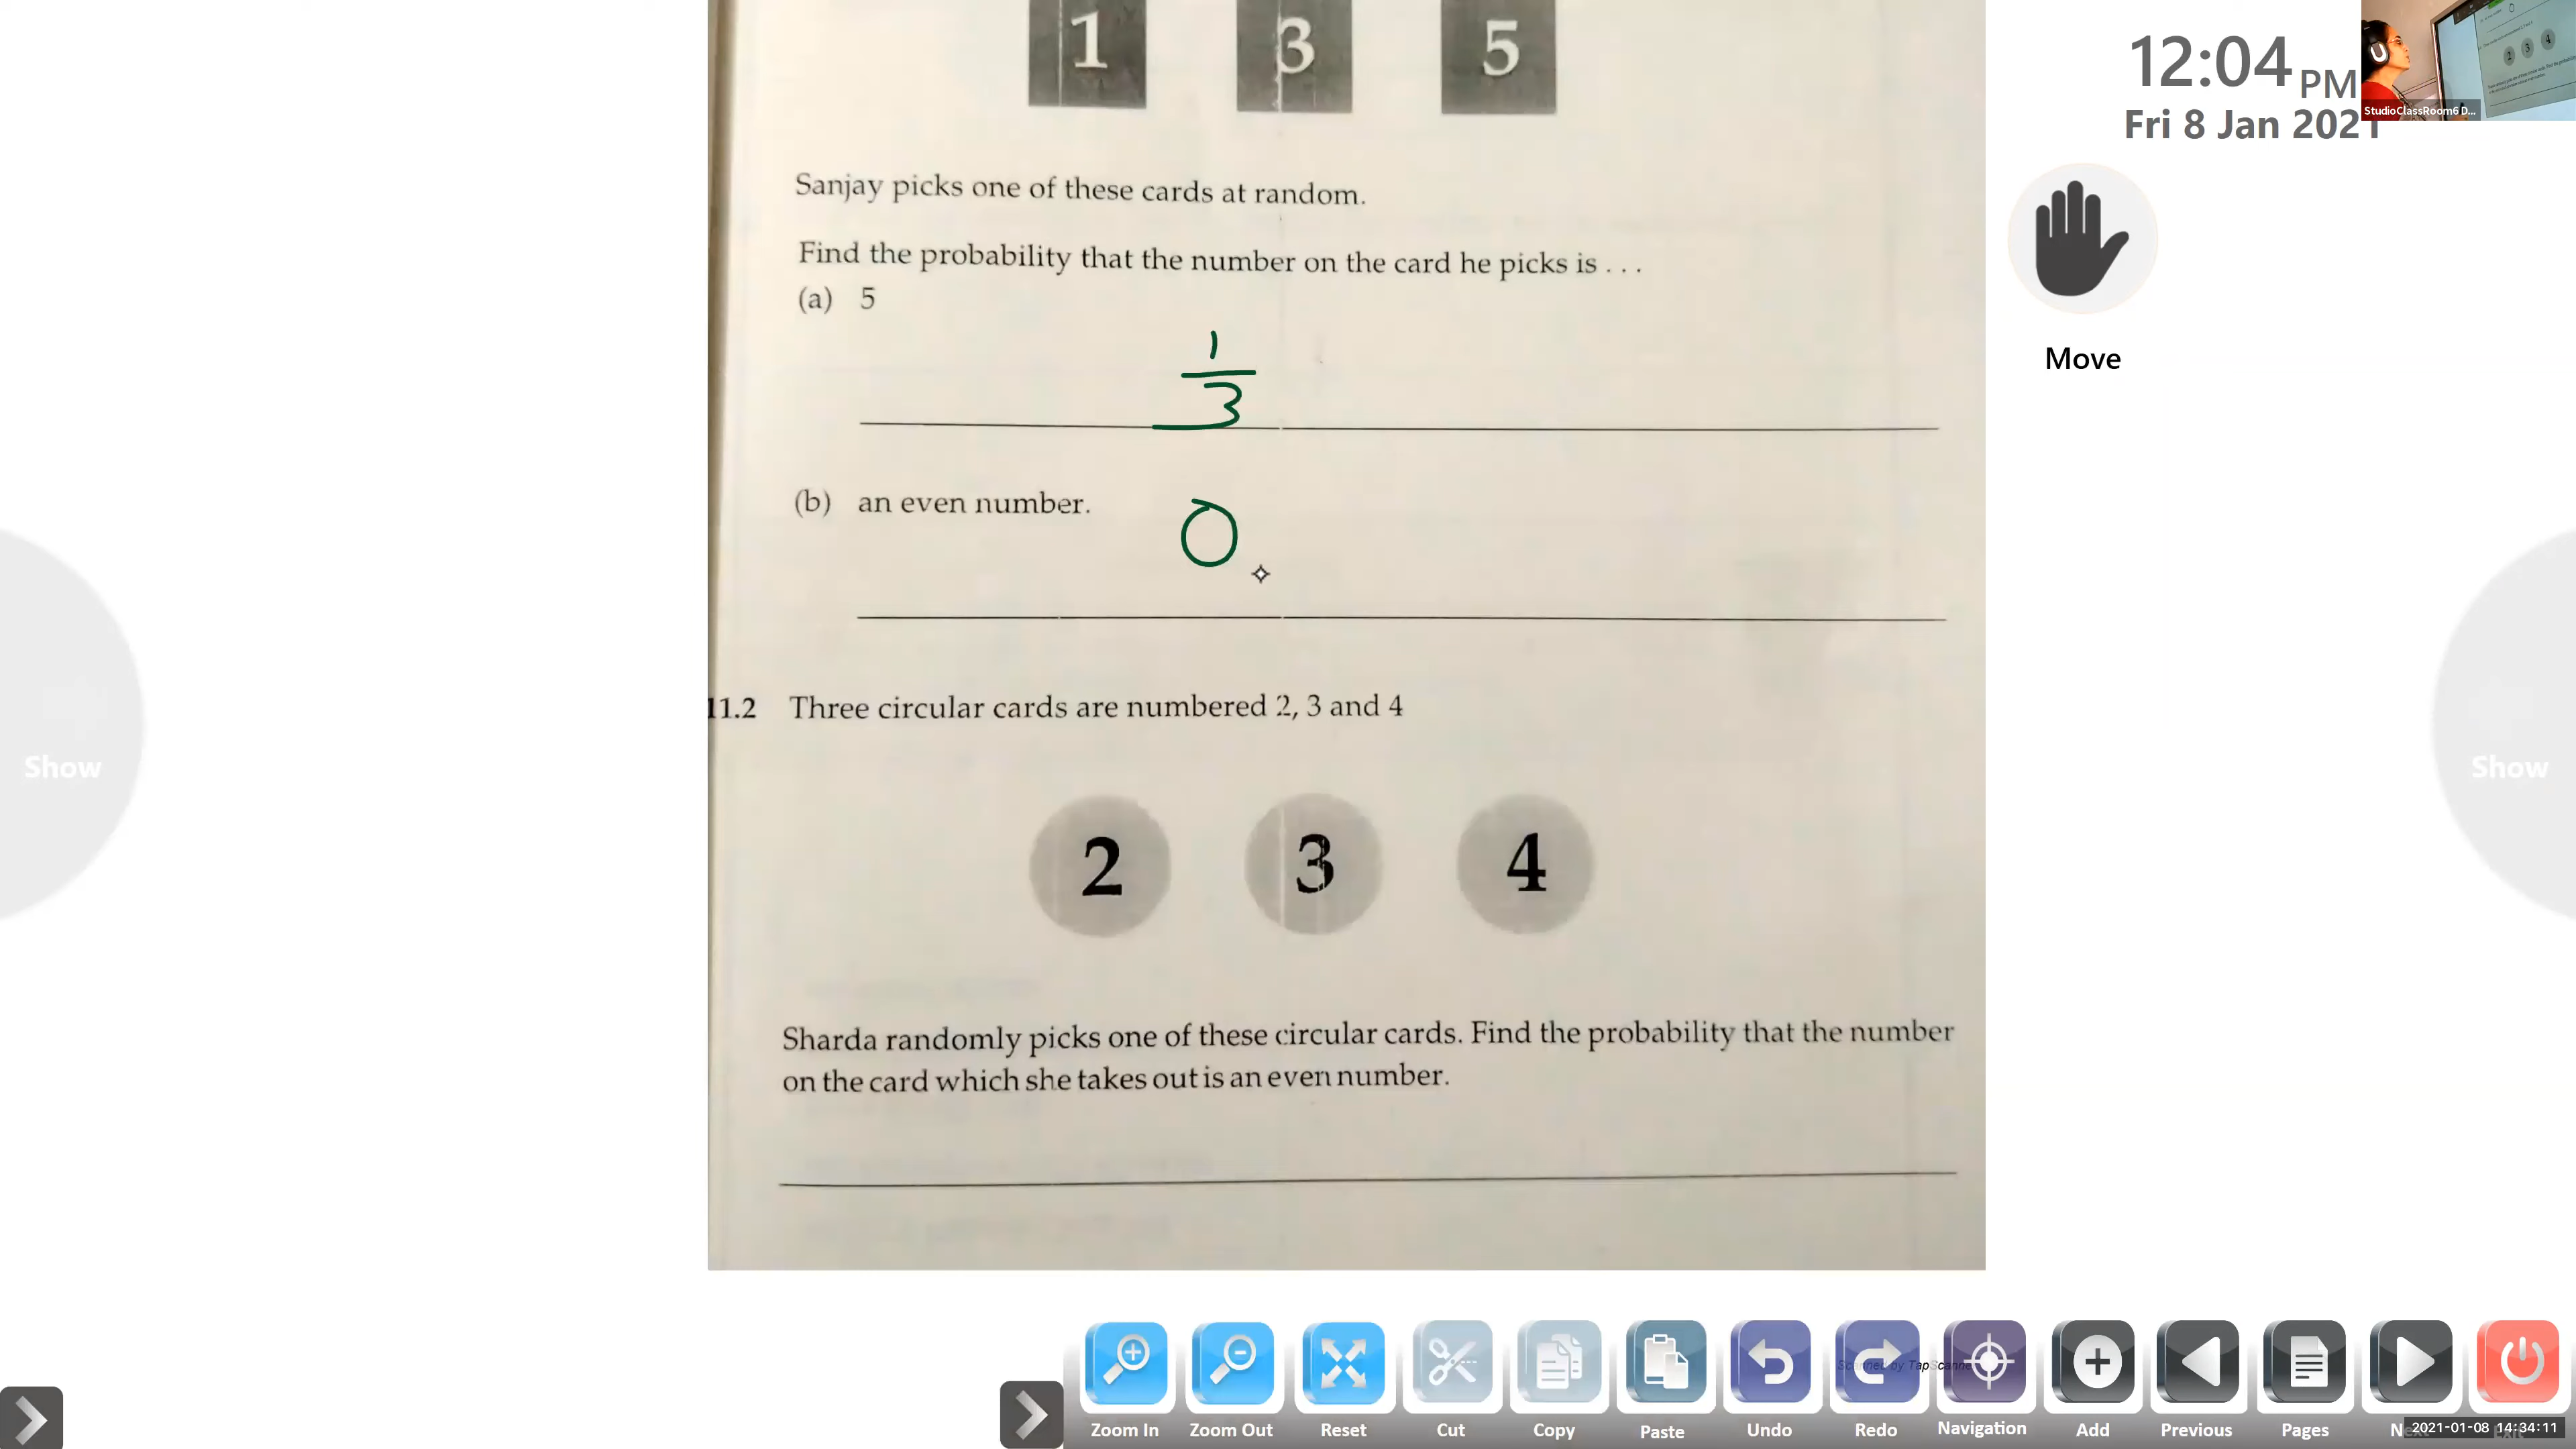 1 3 5
12:04 PM
Fri 8 Jan 2021
StudioClassRoom6 D...
Sanjay picks one of these cards at random.
Find the probability that the number on the card he picks is . . .
(a) 5
1
3
Move
(b) an even number.
0
11.2 Three circular cards are numbered 2, 3 and 4
Show
Show
2 3 4
Sharda randomly picks one of these circular cards. Find the probability that the number
on the card which she takes out is an even number.
Scanned by TapScanner
Zoom In Zoom Out Reset Cut Copy Paste Undo Redo Navigation Add Previous Pages
2021-01-08 14:34:11